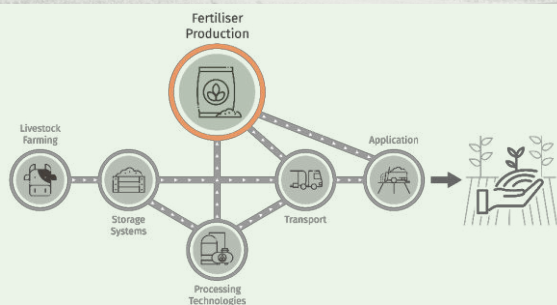 Fertiliser
Production
Livestock
Farming
Application
Storage
Systems
Transport
Processing
Technologies